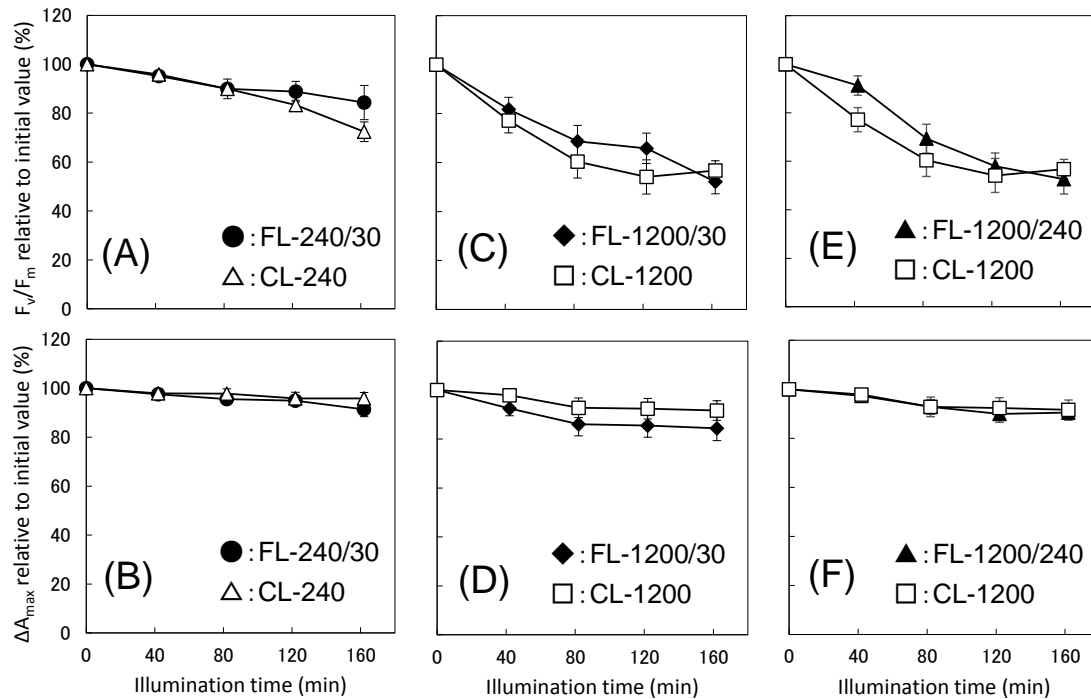 Fv/Fm relative to initial value (%)
120
100
80
60
40
20
0
(A)
●: FL-240/30
△: CL-240
(C)
◆: FL-1200/30
□: CL-1200
(E)
▲: FL-1200/240
□: CL-1200
ΔAmax relative to initial value (%)
120
100
80
60
40
20
0
(B)
●: FL-240/30
△: CL-240
(D)
◆: FL-1200/30
□: CL-1200
(F)
▲: FL-1200/240
□: CL-1200
0 40 80 120 160
0 40 80 120 160
0 40 80 120 160
Illumination time (min)
Illumination time (min)
Illumination time (min)